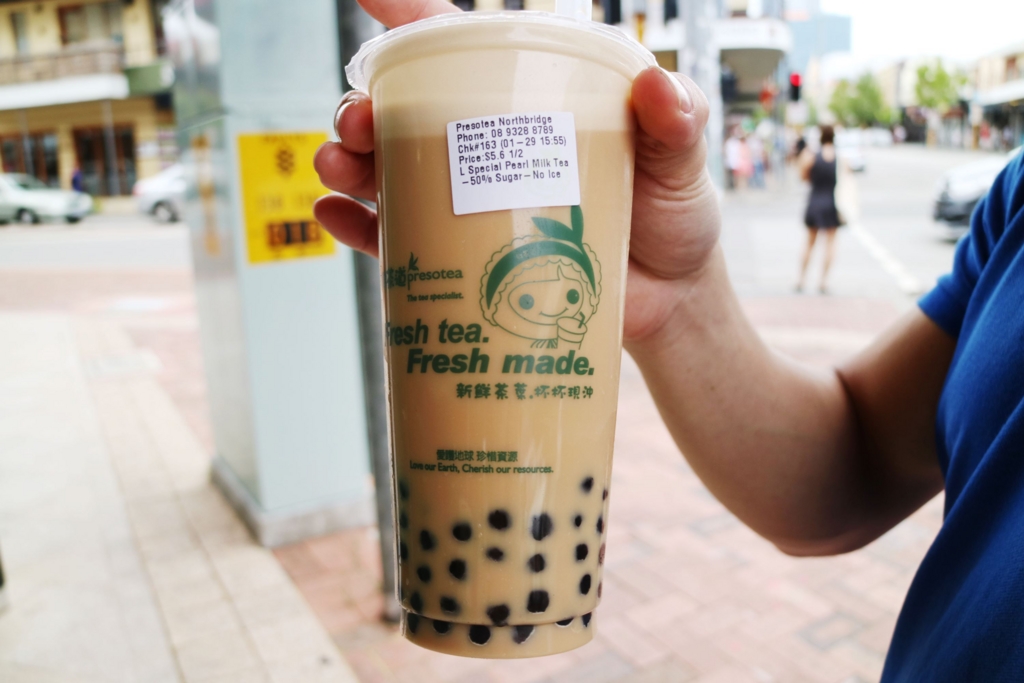 Presotea Northbridge
Phone: 08 9328 8789
Chk#163 (01-29 15:55)
Price:$5.6 1/2
L Special Pearl Milk Tea
-50% Sugar-No Ice
presotea
The tea specialist.
Fresh tea.
Fresh made.
新鮮茶葉.杯杯現沖
愛護地球 珍惜資源
Love our Earth, Cherish our resources.